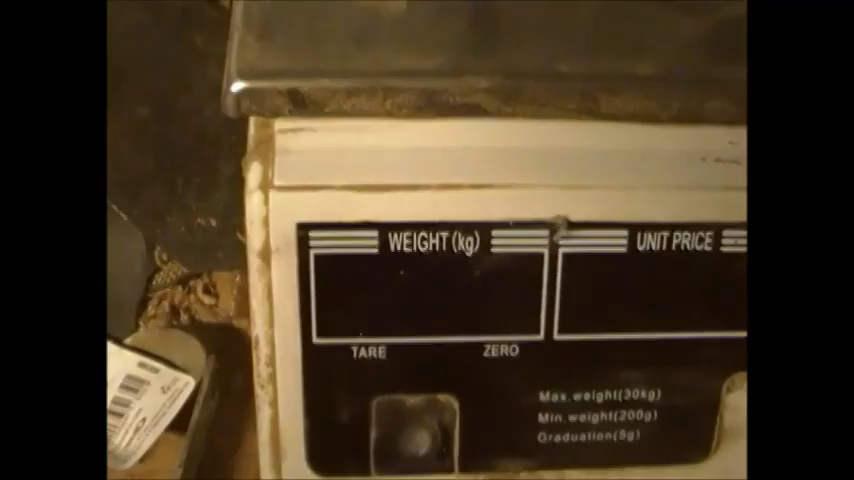 WEIGHT (kg)
UNIT PRICE
TARE
ZERO
Max.weight(30kg)
Min.weight(200g)
Graduation(5g)